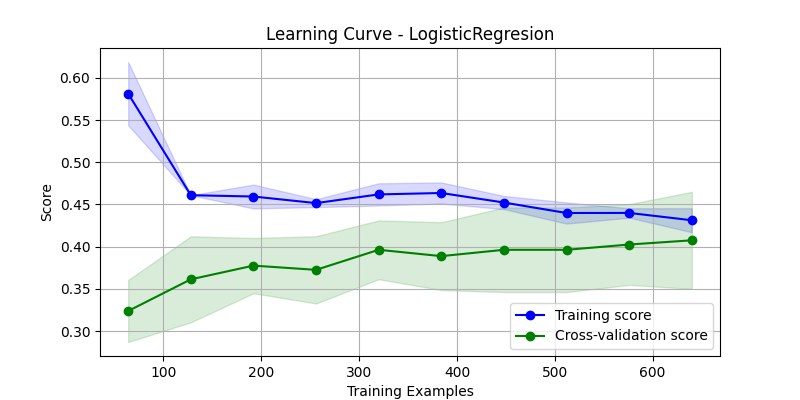 Learning Curve - LogisticRegresion
Score
0.60
0.55
0.50
0.45
0.40
0.35
0.30
Training score
Cross-validation score
100 200 300 400 500 600
Training Examples